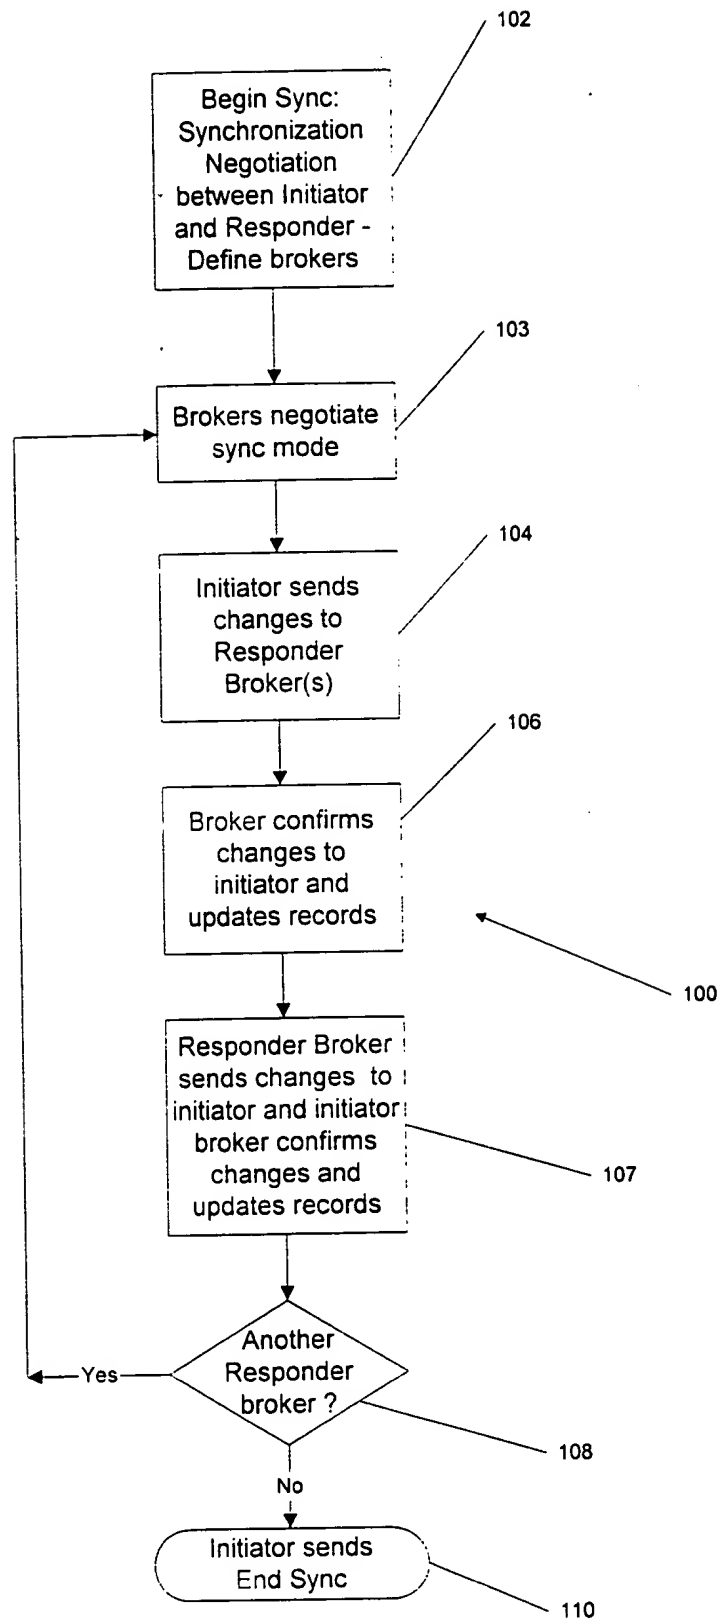 102
Begin Sync:
Synchronization
Negotiation
between Initiator
and Responder -
Define brokers
103
Brokers negotiate
sync mode
104
Initiator sends
changes to
Responder
Broker(s)
106
Broker confirms
changes to
initiator and
updates records
100
Responder Broker
sends changes to
initiator and initiator
broker confirms
changes and
updates records
107
Another
Responder
broker ?
Yes
108
No
Initiator sends
End Sync
110